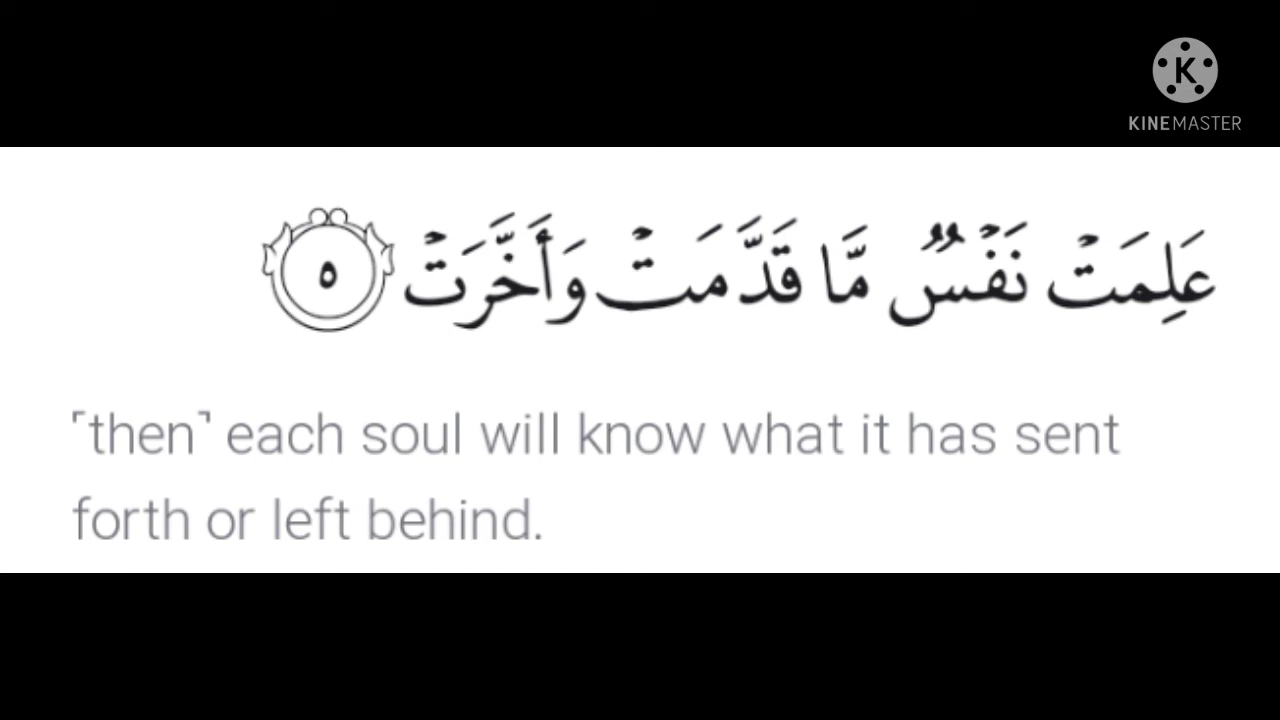 KINEMASTER
عَلِمَتۡ نَفۡسٞ مَّا قَدَّمَتۡ وَأَخَّرَتۡ ٥
⸢then⸣ each soul will know what it has sent
forth or left behind.